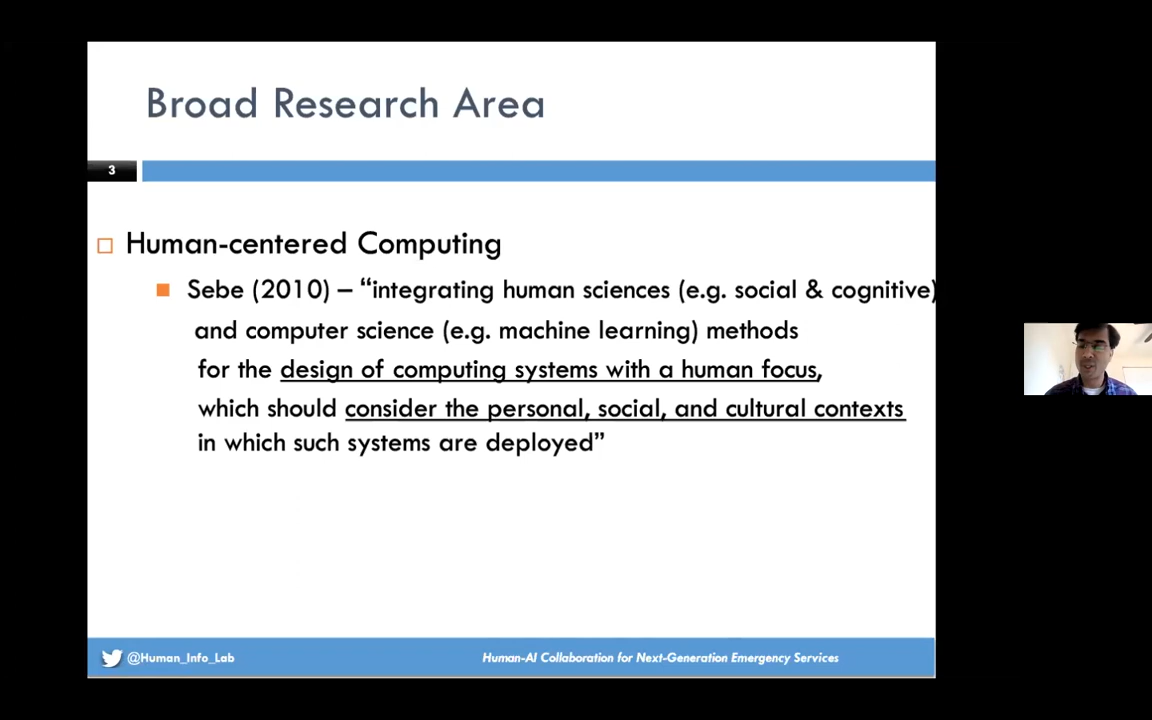 Broad Research Area
3
Human-centered Computing
Sebe (2010) – “integrating human sciences (e.g. social & cognitive)
and computer science (e.g. machine learning) methods
for the design of computing systems with a human focus,
which should consider the personal, social, and cultural contexts
in which such systems are deployed”
@Human_Info_Lab
Human-AI Collaboration for Next-Generation Emergency Services